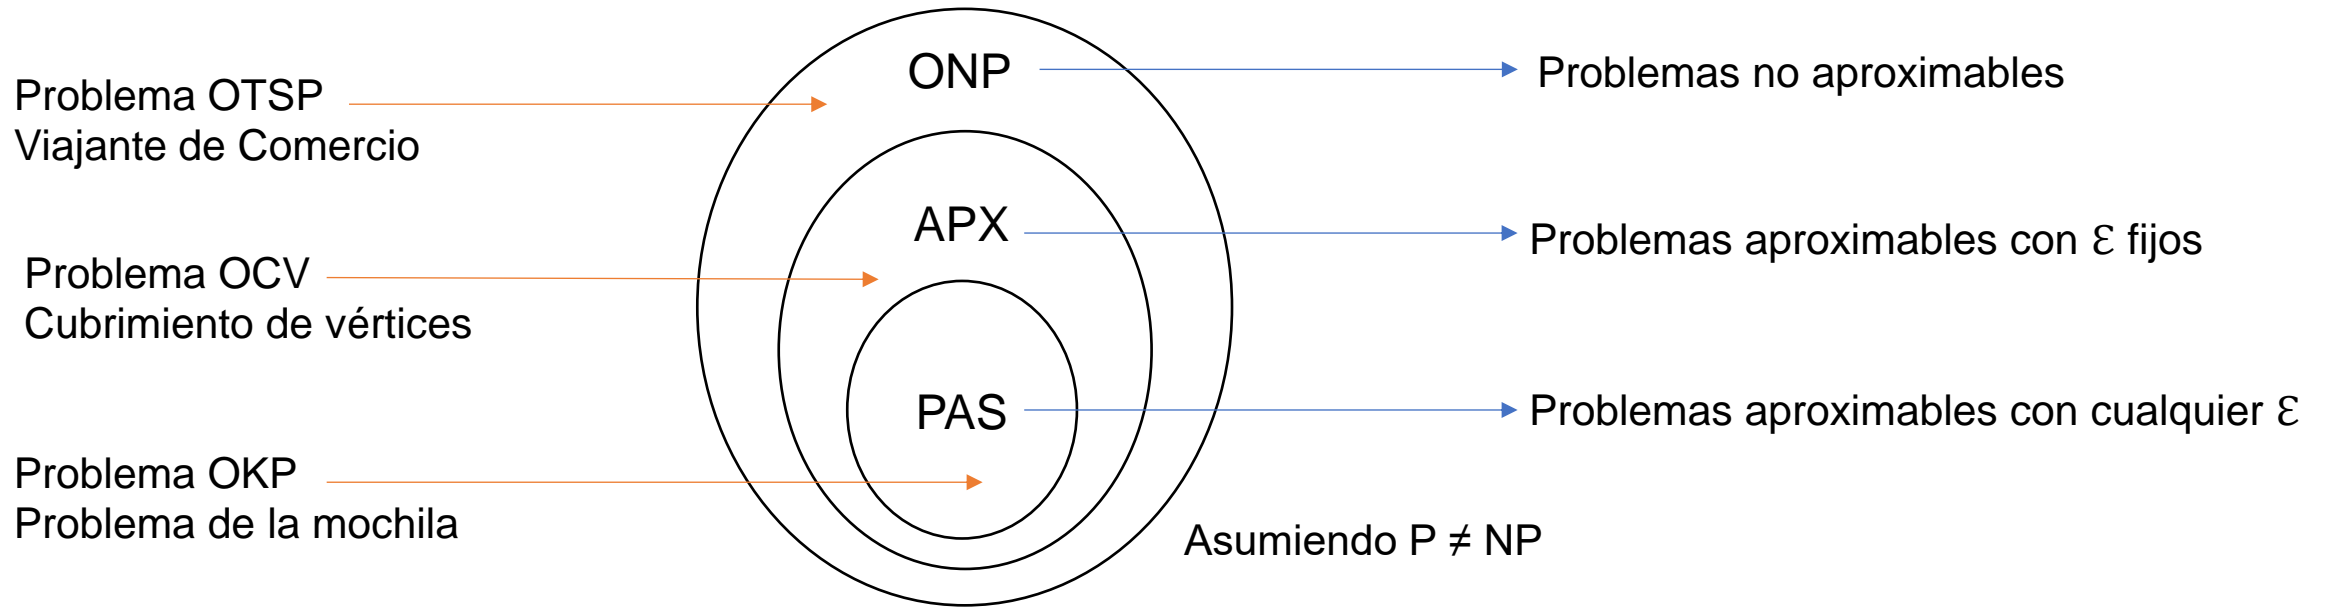 Problema OTSP
Viajante de Comercio
Problema OCV
Cubrimiento de vértices
Problema OKP
Problema de la mochila
ONP
APX
PAS
Problemas no aproximables
Problemas aproximables con Ɛ fijos
Problemas aproximables con cualquier Ɛ
Asumiendo P ≠ NP